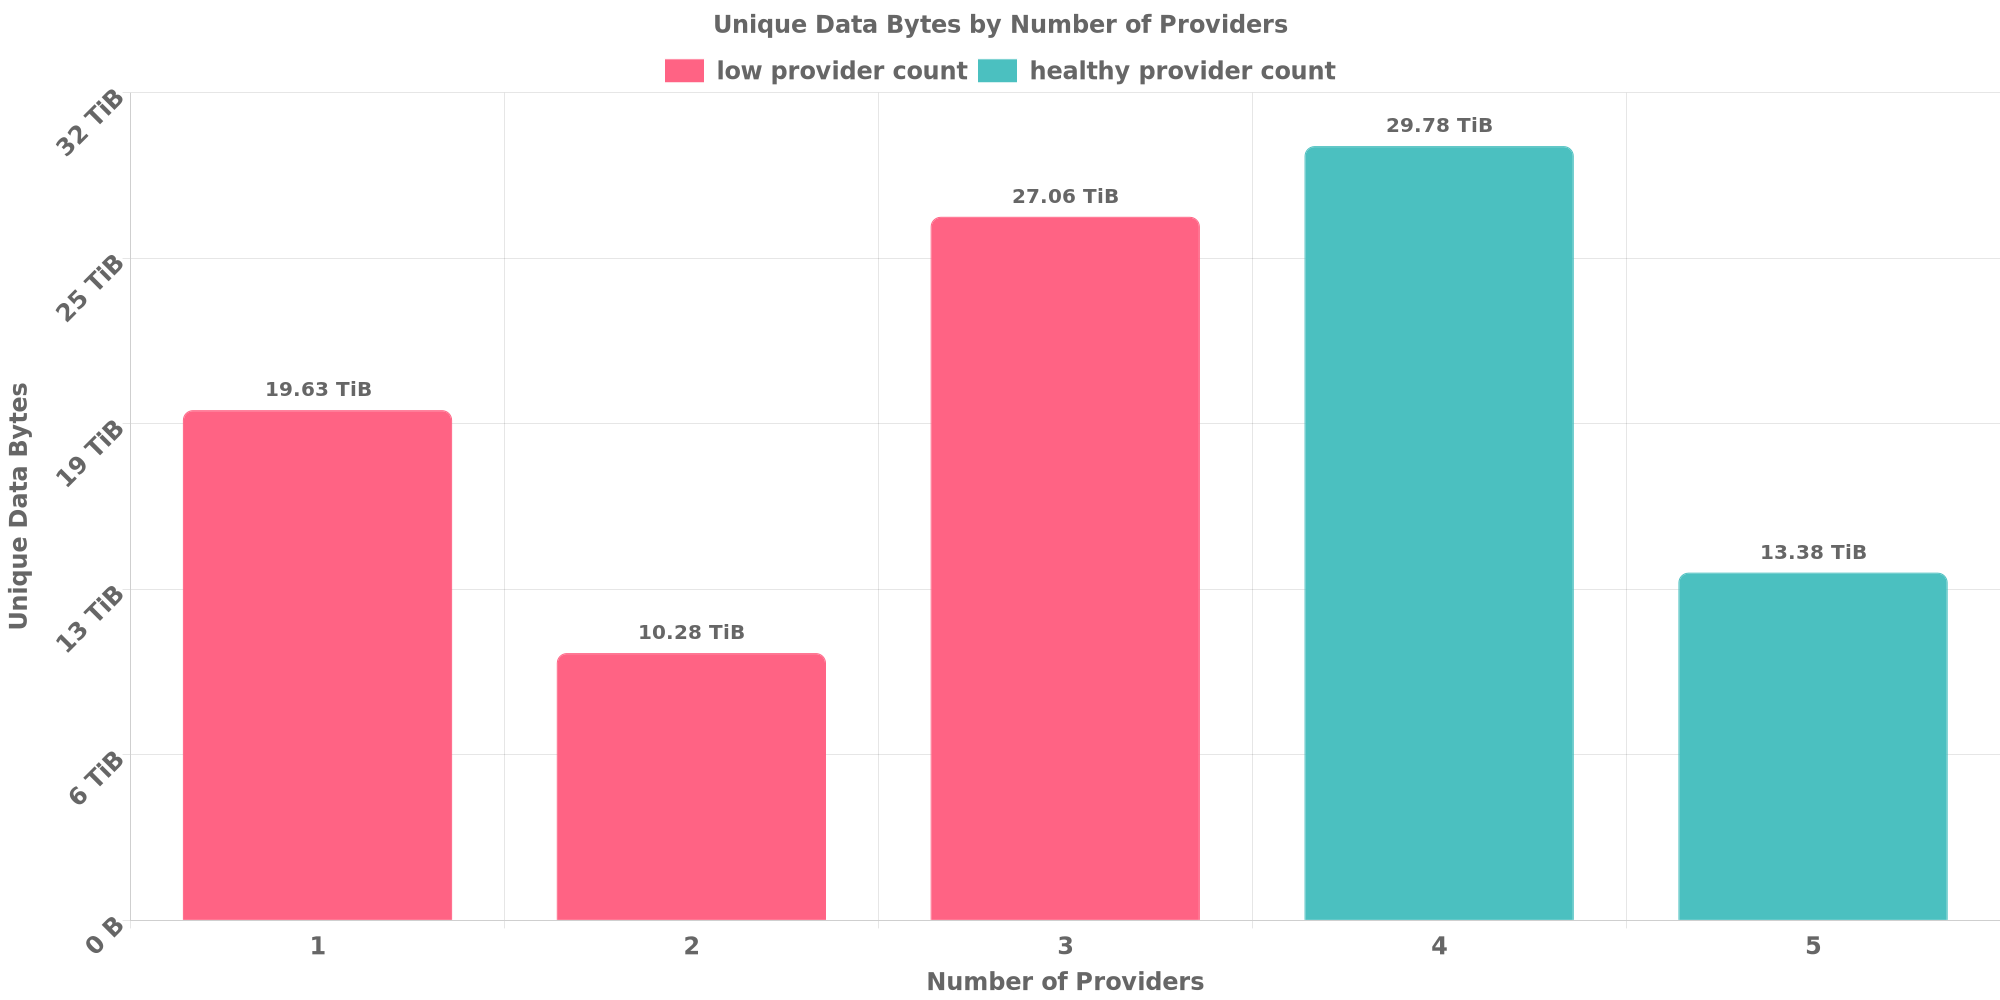 Unique Data Bytes by Number of Providers
low provider count
healthy provider count
32 TiB
25 TiB
19 TiB
13 TiB
6 TiB
0 B
Unique Data Bytes
19.63 TiB
10.28 TiB
27.06 TiB
29.78 TiB
13.38 TiB
1
2
3
4
5
Number of Providers